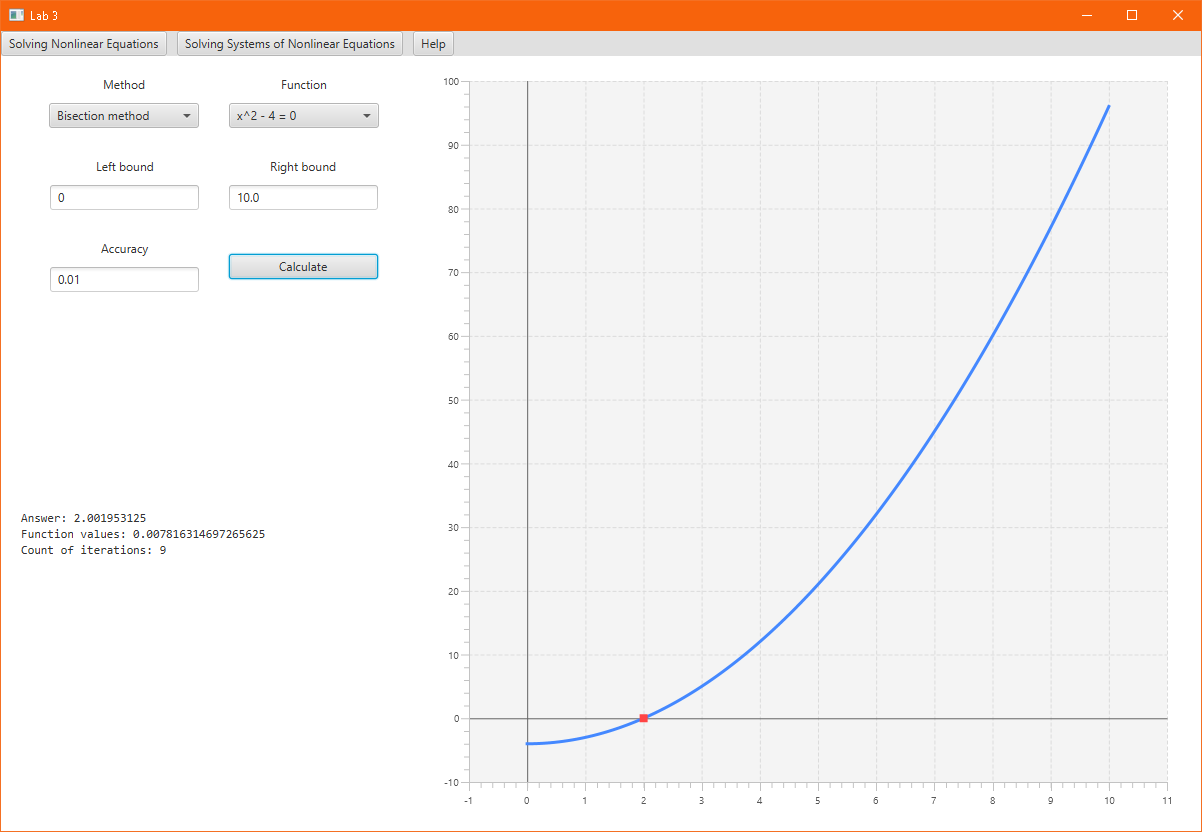 Lab 3
Solving Nonlinear Equations Solving Systems of Nonlinear Equations Help
Method Function
Bisection method x^2 - 4 = 0
Left bound Right bound
0 10.0
Accuracy
0.01 Calculate
Answer: 2.001953125
Function values: 0.007816314697265625
Count of iterations: 9
100
90
80
70
60
50
40
30
20
10
0
-10
-1 0 1 2 3 4 5 6 7 8 9 10 11